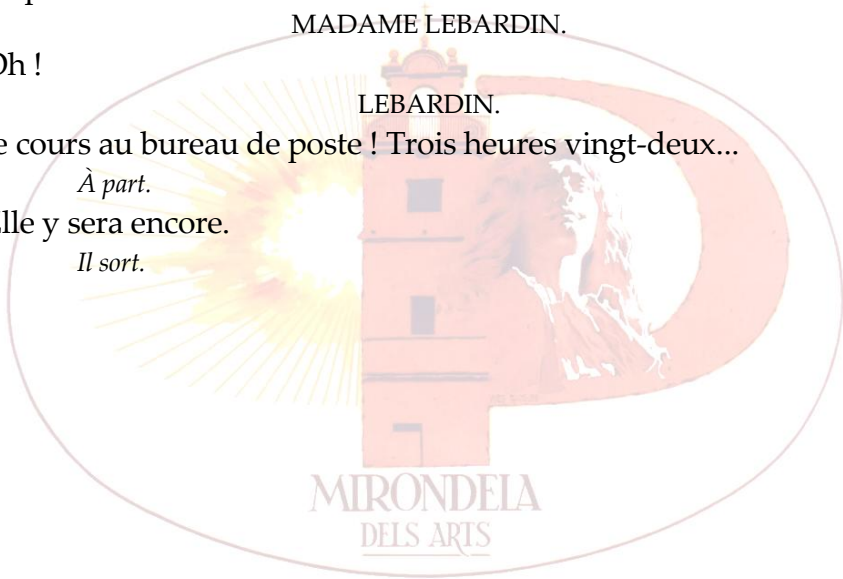 MADAME LEBARDIN.
Oh !
LEBARDIN.
e cours au bureau de poste ! Trois heures vingt-deux...
À part.
Elle y sera encore.
Il sort.
MIRONDELA
DELS ARTS